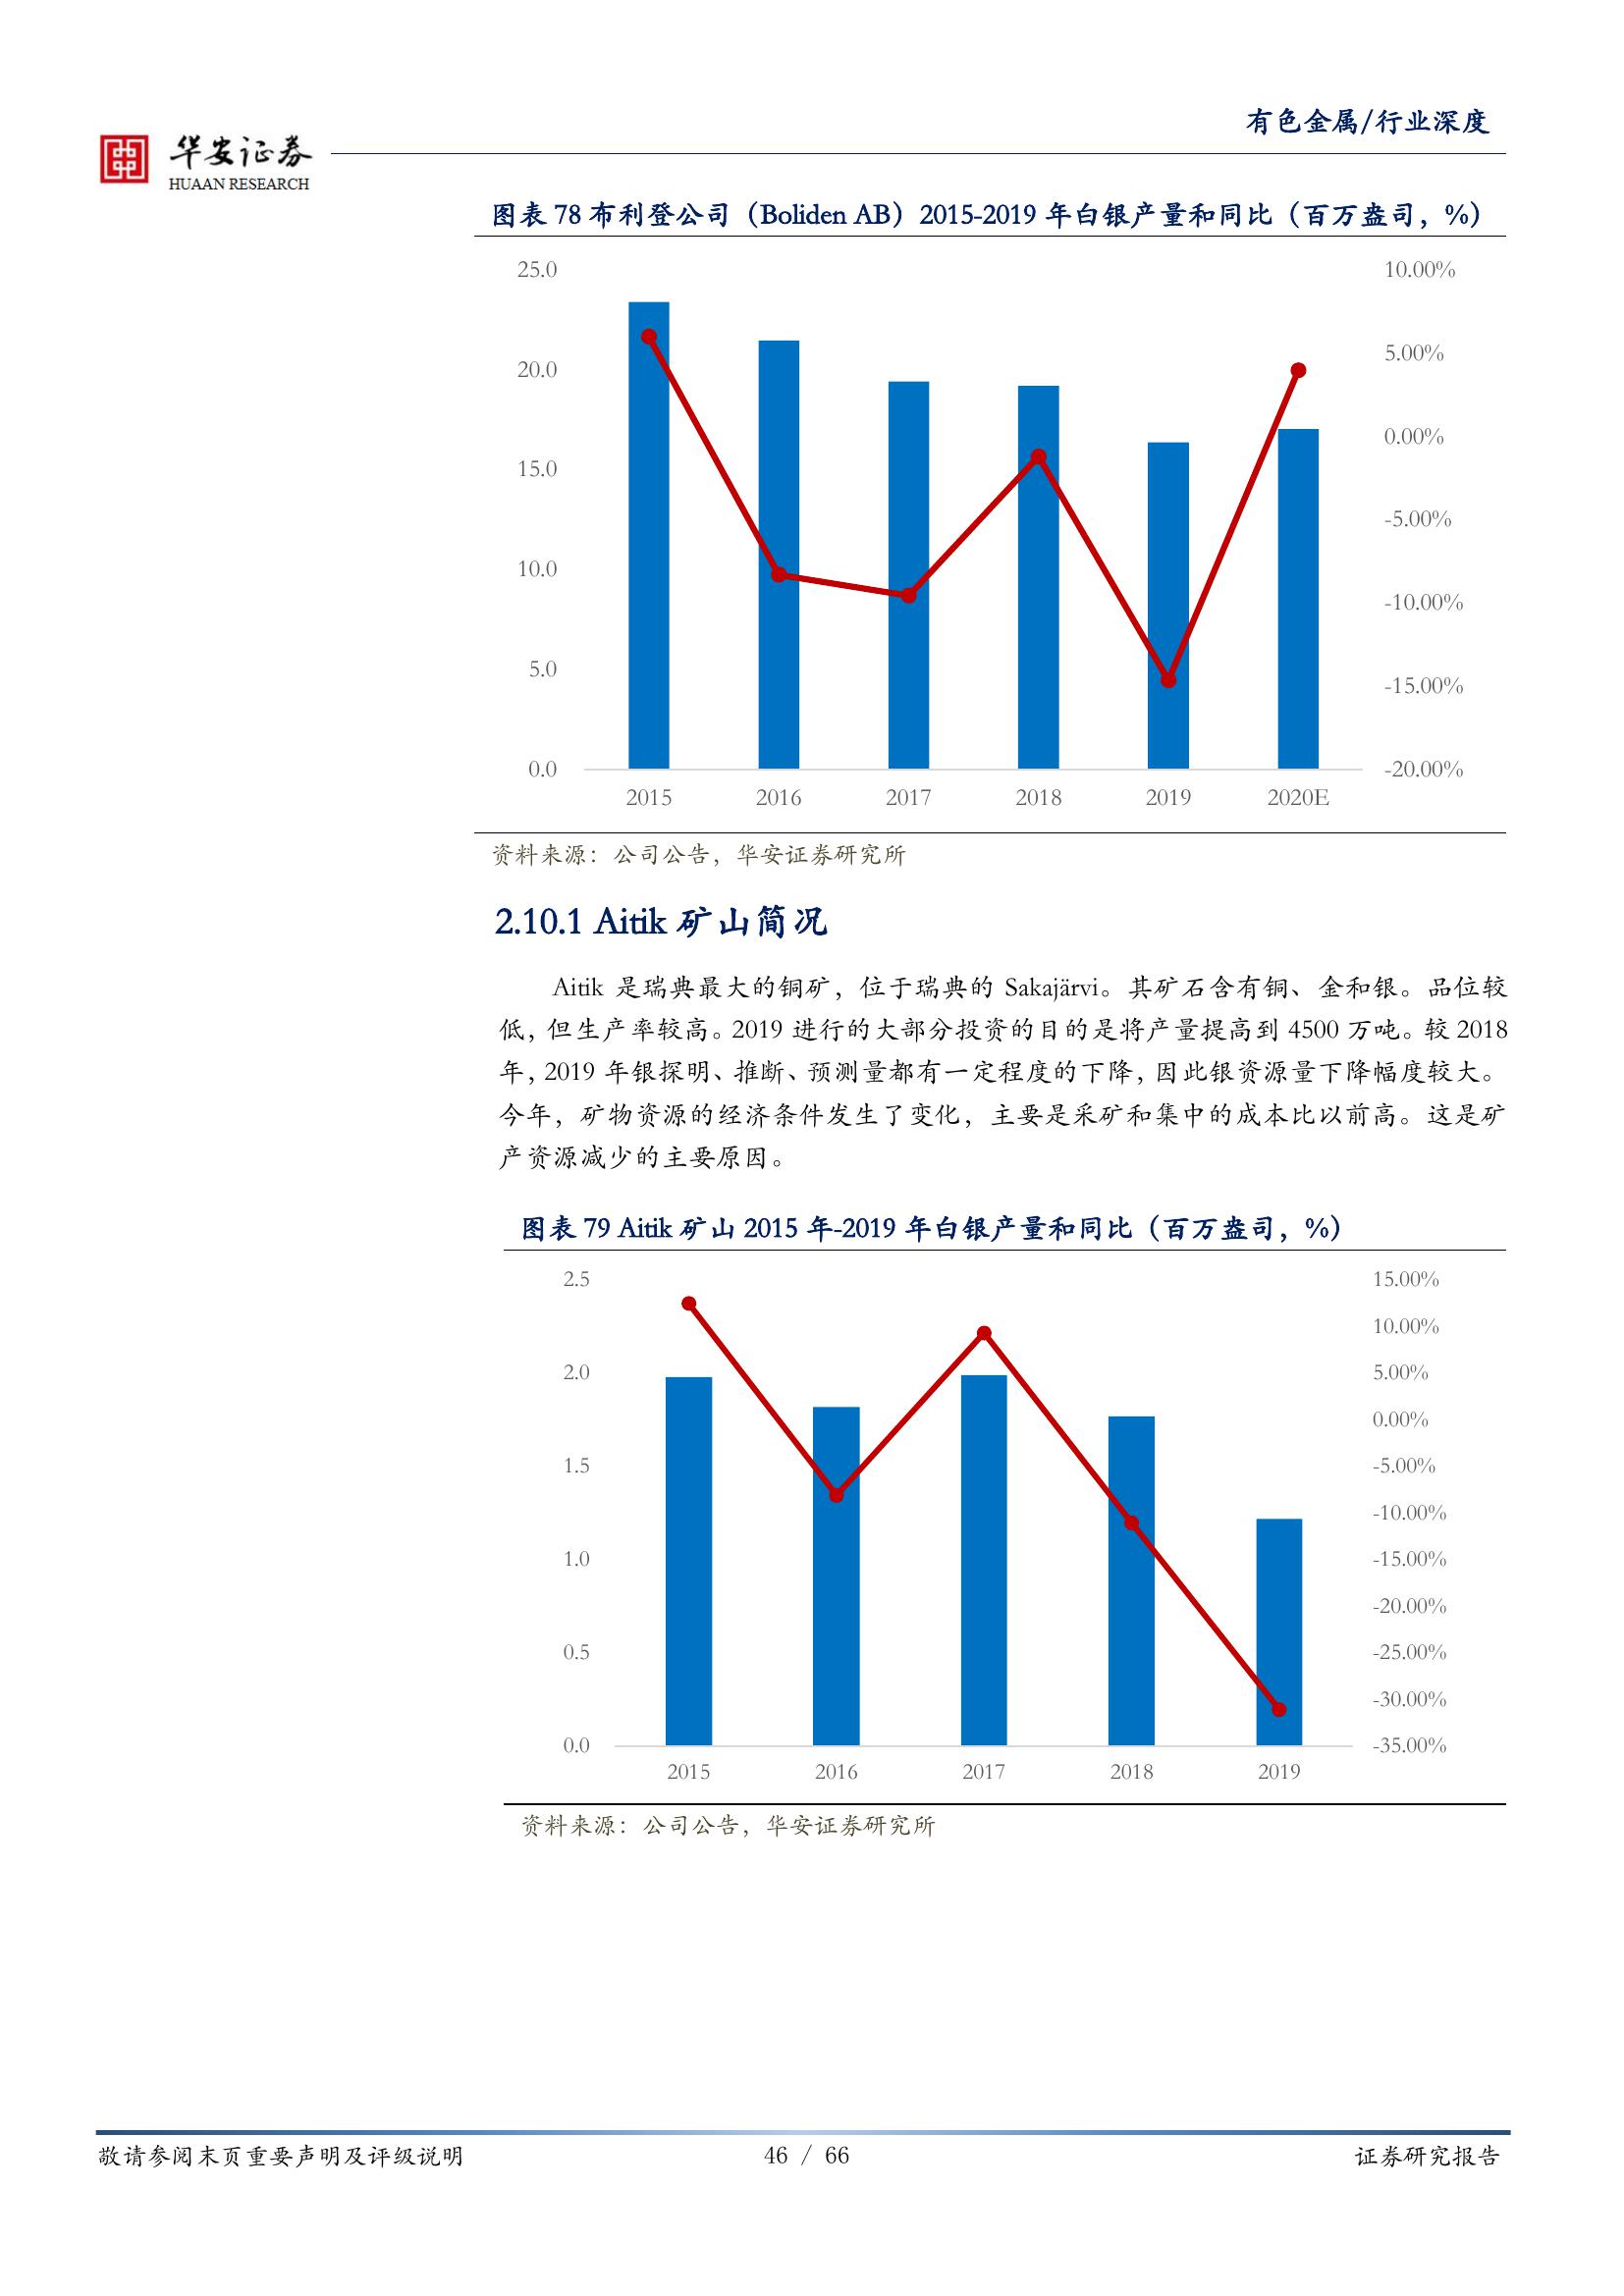 有色金属/行业深度
华安证券
HUAAN RESEARCH
图表 78 布利登公司（Boliden AB）2015-2019 年白银产量和同比（百万盎司，%）
25.0
20.0
15.0
10.0
5.0
0.0
10.00%
5.00%
0.00%
-5.00%
-10.00%
-15.00%
-20.00%
2015 2016 2017 2018 2019 2020E
资料来源：公司公告，华安证券研究所
2.10.1 Aitik 矿山简况
Aitik 是瑞典最大的铜矿，位于瑞典的 Sakajärvi。其矿石含有铜、金和银。品位较
低，但生产率较高。2019 进行的大部分投资的目的是将产量提高到 4500 万吨。较 2018
年，2019 年银探明、推断、预测量都有一定程度的下降，因此银资源量下降幅度较大。
今年，矿物资源的经济条件发生了变化，主要是采矿和集中的成本比以前高。这是矿
产资源减少的主要原因。
图表 79 Aitik 矿山 2015 年-2019 年白银产量和同比（百万盎司，%）
2.5
2.0
1.5
1.0
0.5
0.0
15.00%
10.00%
5.00%
0.00%
-5.00%
-10.00%
-15.00%
-20.00%
-25.00%
-30.00%
-35.00%
2015 2016 2017 2018 2019
资料来源：公司公告，华安证券研究所
敬请参阅末页重要声明及评级说明 46 / 66 证券研究报告